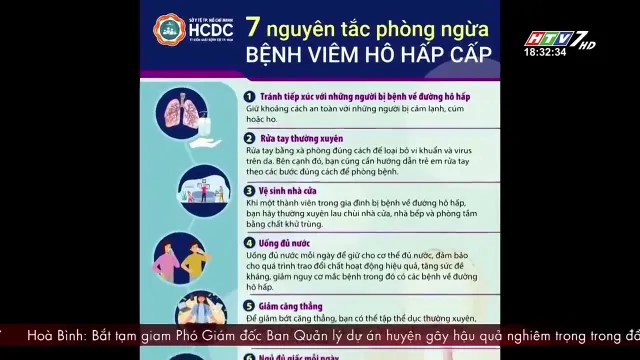 SỞ Y TẾ TP. HỒ CHÍ MINH
HCDC
7 nguyên tắc phòng ngừa
BỆNH VIÊM HÔ HẤP CẤP
HTV7 HD
18:32:34
1 Tránh tiếp xúc với những người bị bệnh về đường hô hấp
Giữ khoảng cách an toàn với những người bị cảm lạnh, cúm
hoặc ho.
2 Rửa tay thường xuyên
Rửa tay bằng xà phòng đúng cách để loại bỏ vi khuẩn và virus
trên da. Bên cạnh đó, bạn cũng cần hướng dẫn trẻ em rửa tay
theo các bước đúng cách để phòng bệnh.
3 Vệ sinh nhà cửa
Khi một thành viên trong gia đình bị bệnh về đường hô hấp,
bạn hãy thường xuyên lau chùi nhà cửa, nhà bếp và phòng tắm
bằng chất khử trùng.
4 Uống đủ nước
Uống đủ nước mỗi ngày để giữ cho cơ thể đủ nước, đảm bảo
cho quá trình trao đổi chất hoạt động hiệu quả, tăng sức đề
kháng, giảm nguy cơ mắc bệnh trong đó có các bệnh về đường
hô hấp.
5 Giảm căng thẳng
Để giảm bớt căng thẳng, bạn có thể tập thể dục thường xuyên,
Hoà Bình: Bắt tạm giam Phó Giám đốc Ban Quản lý dự án huyện gây hậu quả nghiêm trọng trong đấ
6 Ngủ đủ giấc mỗi ngày